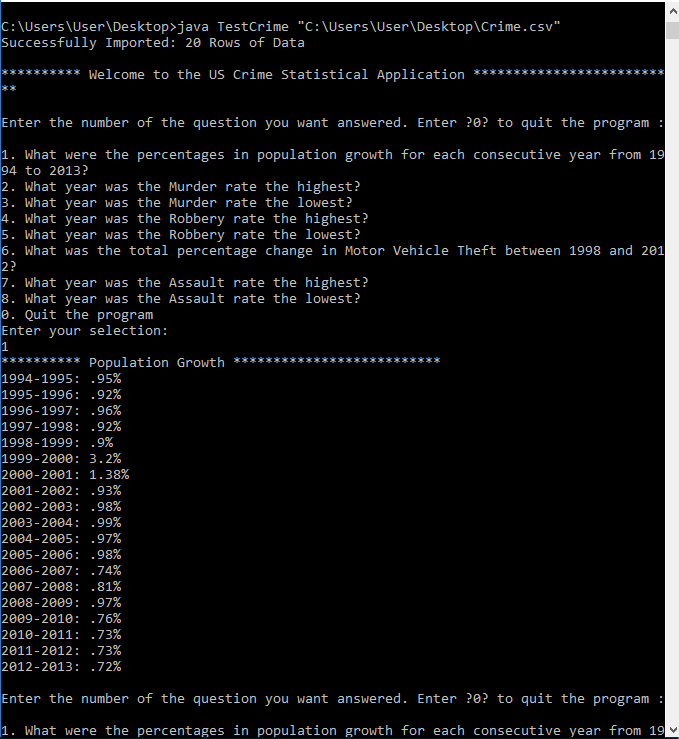 C:\Users\User\Desktop>java TestCrime "C:\Users\User\Desktop\Crime.csv"
Successfully Imported: 20 Rows of Data
********** Welcome to the US Crime Statistical Application ************************
**
Enter the number of the question you want answered. Enter ?0? to quit the program :
1. What were the percentages in population growth for each consecutive year from 19
94 to 2013?
2. What year was the Murder rate the highest?
3. What year was the Murder rate the lowest?
4. What year was the Robbery rate the highest?
5. What year was the Robbery rate the lowest?
6. What was the total percentage change in Motor Vehicle Theft between 1998 and 201
2?
7. What year was the Assault rate the highest?
8. What year was the Assault rate the lowest?
0. Quit the program
Enter your selection:
1
********** Population Growth **************************
1994-1995: .95%
1995-1996: .92%
1996-1997: .96%
1997-1998: .92%
1998-1999: .9%
1999-2000: 3.2%
2000-2001: 1.38%
2001-2002: .93%
2002-2003: .98%
2003-2004: .99%
2004-2005: .97%
2005-2006: .98%
2006-2007: .74%
2007-2008: .81%
2008-2009: .97%
2009-2010: .76%
2010-2011: .73%
2011-2012: .73%
2012-2013: .72%
Enter the number of the question you want answered. Enter ?0? to quit the program :
1. What were the percentages in population growth for each consecutive year from 19